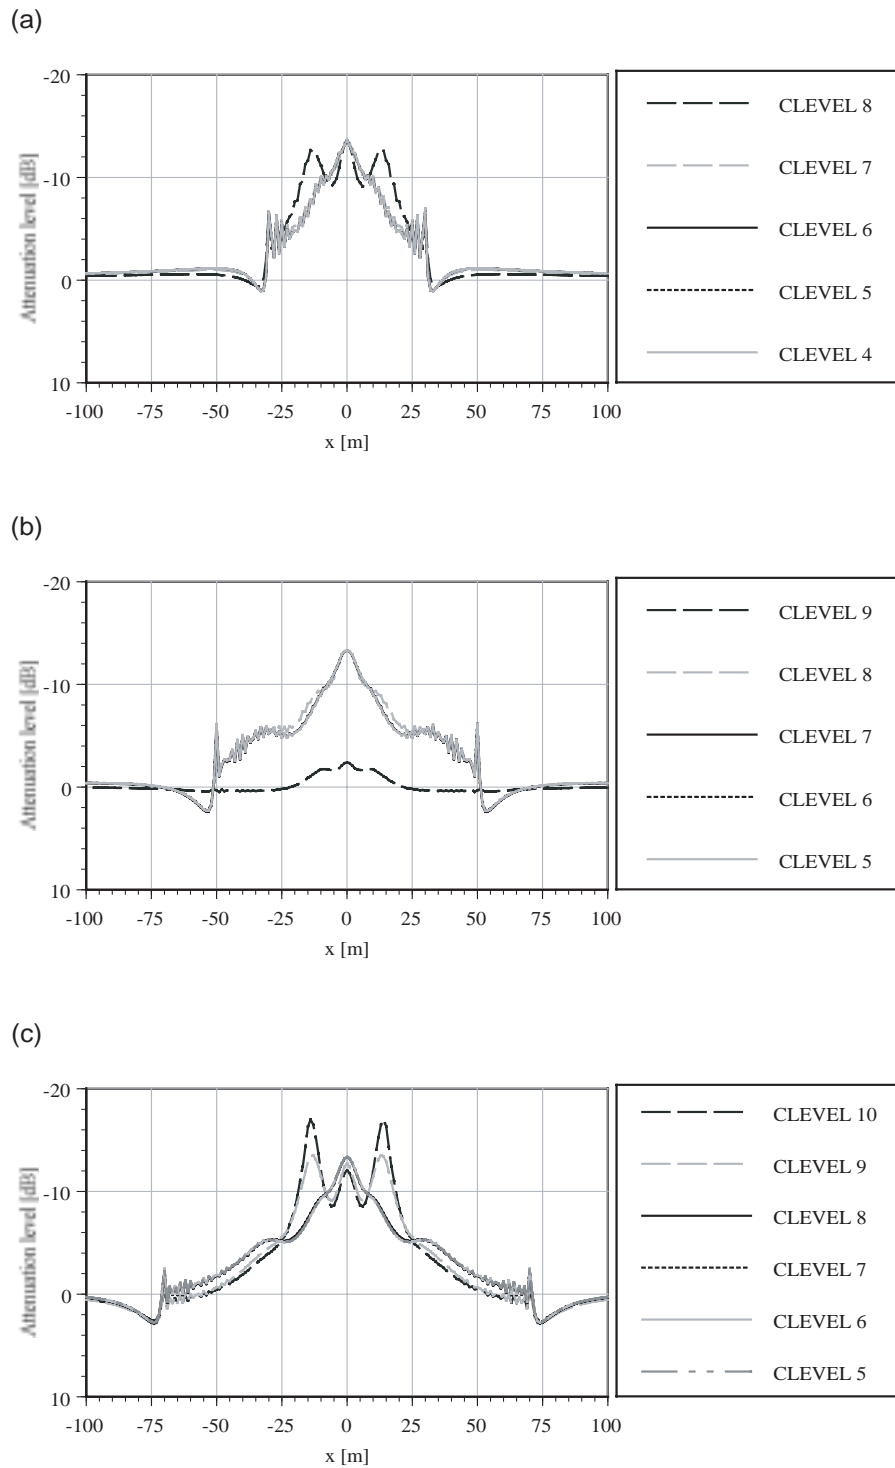 (a)
-20
-10
0
10
-100
-75
-50
-25
0
25
50
75
100
x [m]
Attenuation level [dB]
CLEVEL 8
CLEVEL 7
CLEVEL 6
CLEVEL 5
CLEVEL 4
(b)
-20
-10
0
10
-100
-75
-50
-25
0
25
50
75
100
x [m]
Attenuation level [dB]
CLEVEL 9
CLEVEL 8
CLEVEL 7
CLEVEL 6
CLEVEL 5
(c)
-20
-10
0
10
-100
-75
-50
-25
0
25
50
75
100
x [m]
Attenuation level [dB]
CLEVEL 10
CLEVEL 9
CLEVEL 8
CLEVEL 7
CLEVEL 6
CLEVEL 5